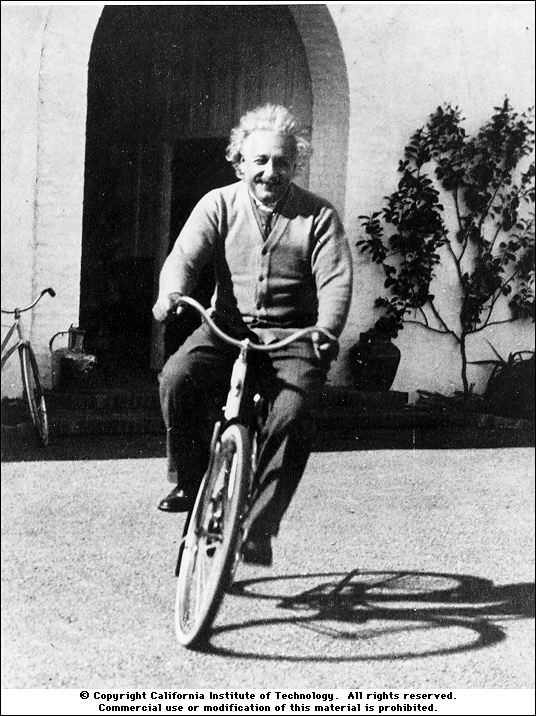 © Copyright California Institute of Technology.  All rights reserved.
Commercial use or modification of this material is prohibited.